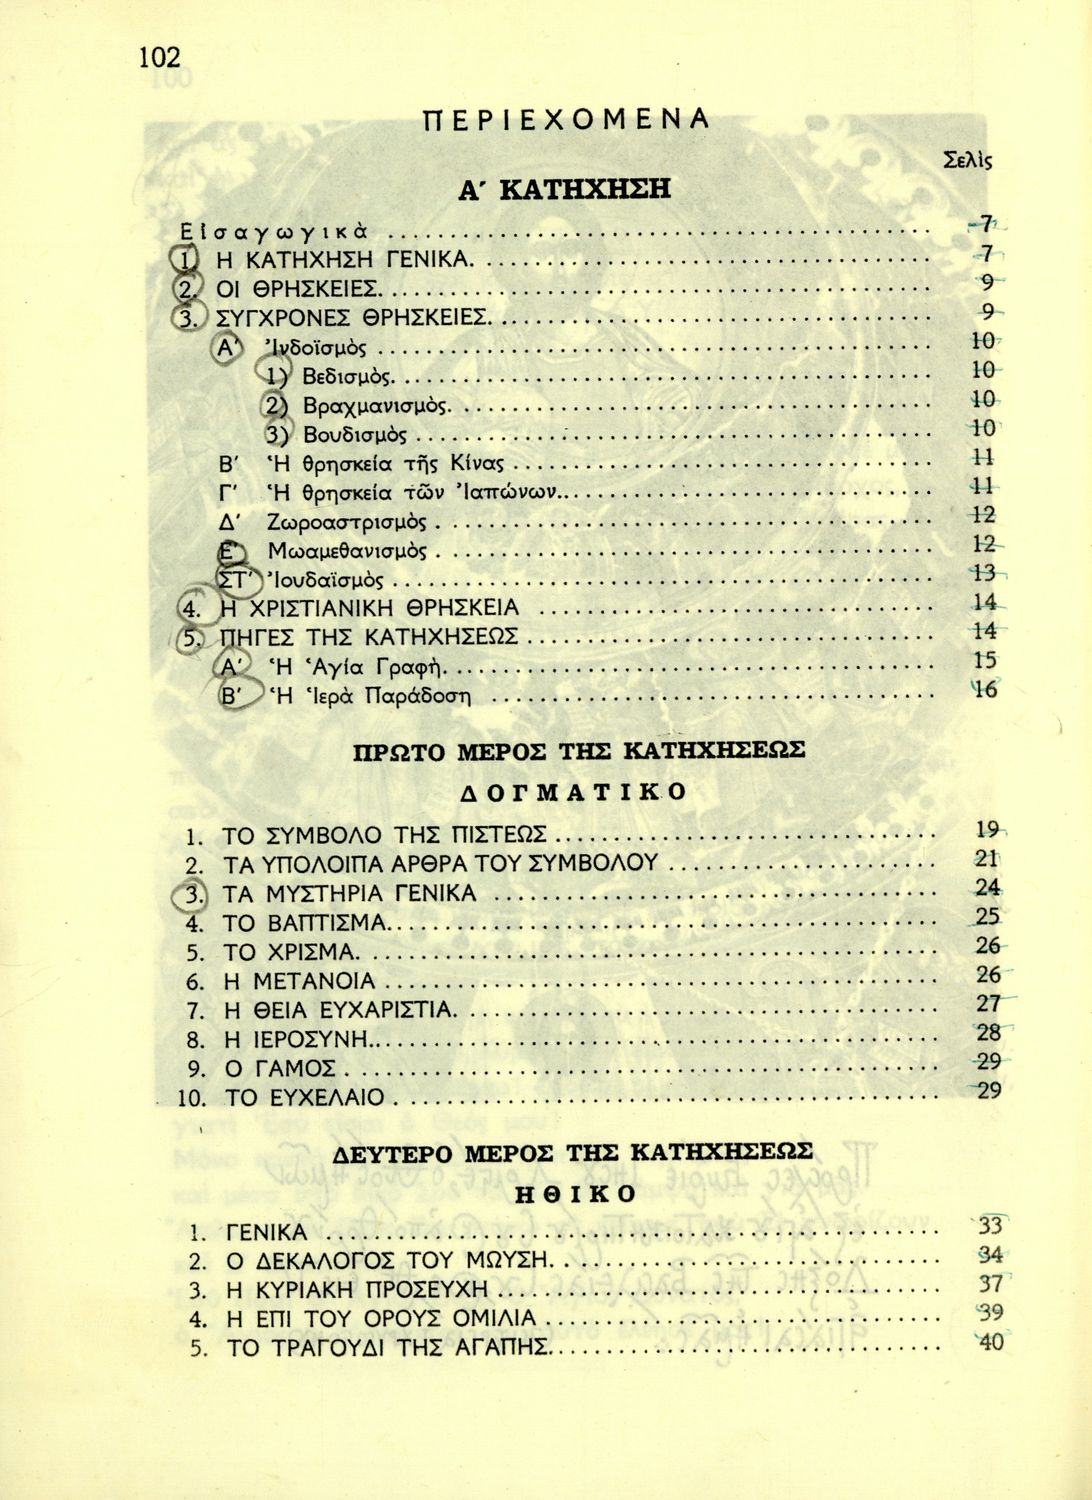 102
ΠΕΡΙΕΧΟΜΕΝΑ
Σελὶς
Α΄ ΚΑΤΗΧΗΣΗ
Εἰσαγωγικὰ ........ 7
1. Η ΚΑΤΗΧΗΣΗ ΓΕΝΙΚΑ ........ 7
2. ΟΙ ΘΡΗΣΚΕΙΕΣ ........ 9
3. ΣΥΓΧΡΟΝΕΣ ΘΡΗΣΚΕΙΕΣ ........ 9
Α΄ Ἰνδοϊσμὸς ........ 10
1) Βεδισμὸς ........ 10
2) Βραχμανισμὸς ........ 10
3) Βουδισμὸς ........ 10
Β΄ Ἡ θρησκεία τῆς Κίνας ........ 11
Γ΄ Ἡ θρησκεία τῶν Ἰαπώνων ........ 11
Δ΄ Ζωροαστρισμὸς ........ 12
Ε΄ Μωαμεθανισμὸς ........ 12
ΣΤ΄ Ἰουδαϊσμὸς ........ 13
4. Η ΧΡΙΣΤΙΑΝΙΚΗ ΘΡΗΣΚΕΙΑ ........ 14
5. ΠΗΓΕΣ ΤΗΣ ΚΑΤΗΧΗΣΕΩΣ ........ 14
Α΄ Ἡ Ἁγία Γραφὴ ........ 15
Β΄ Ἡ Ἱερὰ Παράδοση ........ 16
ΠΡΩΤΟ ΜΕΡΟΣ ΤΗΣ ΚΑΤΗΧΗΣΕΩΣ
ΔΟΓΜΑΤΙΚΟ
1. ΤΟ ΣΥΜΒΟΛΟ ΤΗΣ ΠΙΣΤΕΩΣ ........ 19
2. ΤΑ ΥΠΟΛΟΙΠΑ ΑΡΘΡΑ ΤΟΥ ΣΥΜΒΟΛΟΥ ........ 21
3. ΤΑ ΜΥΣΤΗΡΙΑ ΓΕΝΙΚΑ ........ 24
4. ΤΟ ΒΑΠΤΙΣΜΑ ........ 25
5. ΤΟ ΧΡΙΣΜΑ ........ 26
6. Η ΜΕΤΑΝΟΙΑ ........ 26
7. Η ΘΕΙΑ ΕΥΧΑΡΙΣΤΙΑ ........ 27
8. Η ΙΕΡΟΣΥΝΗ ........ 28
9. Ο ΓΑΜΟΣ ........ 29
10. ΤΟ ΕΥΧΕΛΑΙΟ ........ 29
ΔΕΥΤΕΡΟ ΜΕΡΟΣ ΤΗΣ ΚΑΤΗΧΗΣΕΩΣ
ΗΘΙΚΟ
1. ΓΕΝΙΚΑ ........ 33
2. Ο ΔΕΚΑΛΟΓΟΣ ΤΟΥ ΜΩΥΣΗ ........ 34
3. Η ΚΥΡΙΑΚΗ ΠΡΟΣΕΥΧΗ ........ 37
4. Η ΕΠΙ ΤΟΥ ΟΡΟΥΣ ΟΜΙΛΙΑ ........ 39
5. ΤΟ ΤΡΑΓΟΥΔΙ ΤΗΣ ΑΓΑΠΗΣ ........ 40